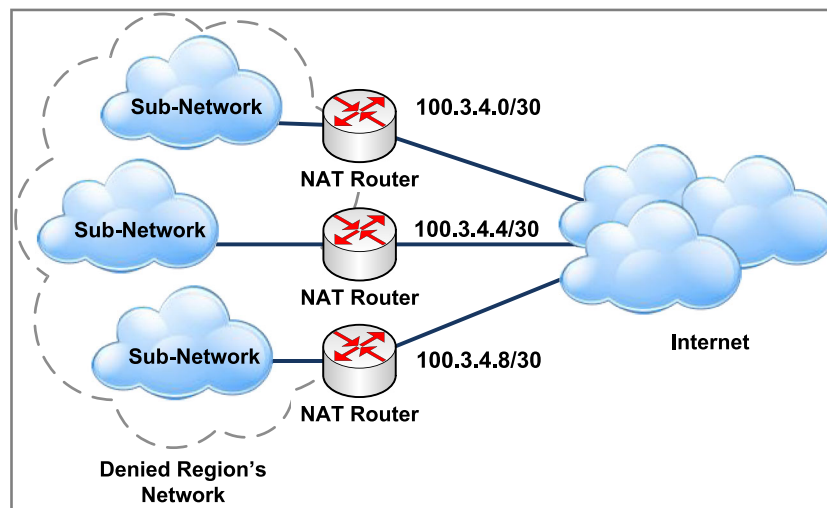 Sub-Network
100.3.4.0/30
NAT Router
Sub-Network
100.3.4.4/30
NAT Router
Sub-Network
100.3.4.8/30
NAT Router
Internet
Denied Region's
Network